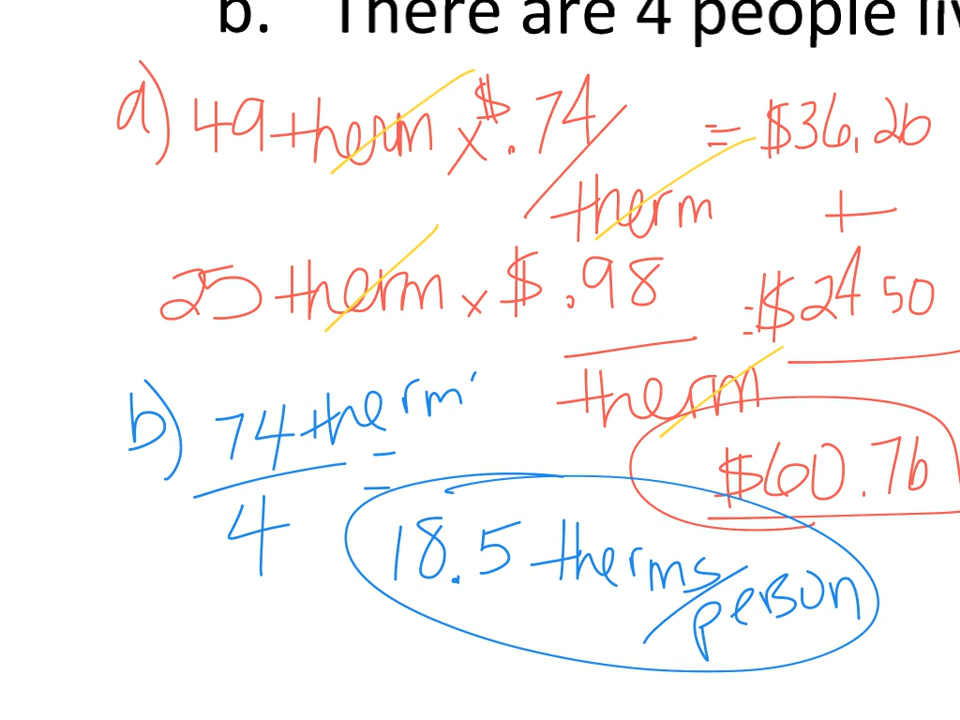 b. There are 4 people liv
a) 49 therm x $.74/therm = $36.26
+
25 therm x $.98/therm = $24 50
$60.76
b) 74 therm/4 =
18.5 therms/person